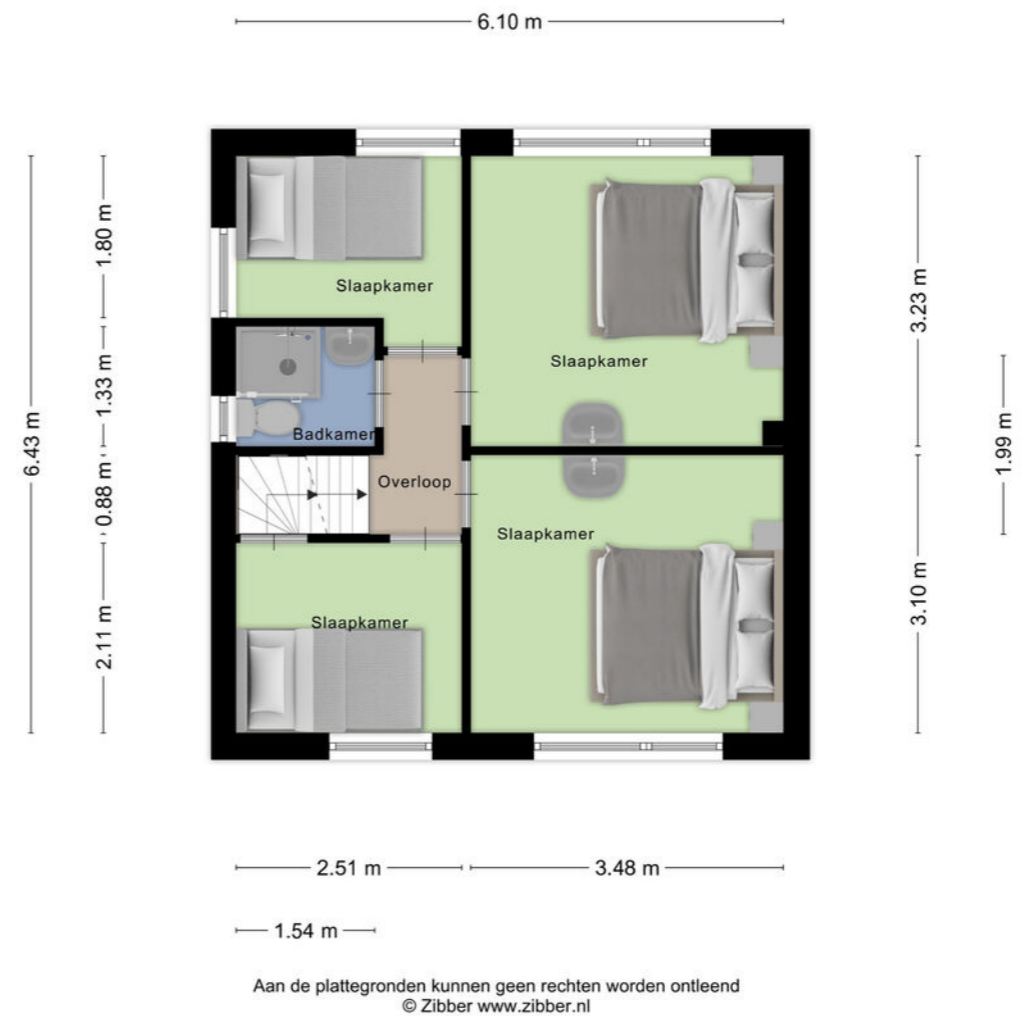 6.10 m
1.80 m
Slaapkamer
3.23 m
Slaapkamer
1.33 m
6.43 m
Badkamer
1.99 m
0.88 m
Overloop
Slaapkamer
3.10 m
Slaapkamer
2.11 m
2.51 m
3.48 m
1.54 m
Aan de plattegronden kunnen geen rechten worden ontleend
© Zibber www.zibber.nl